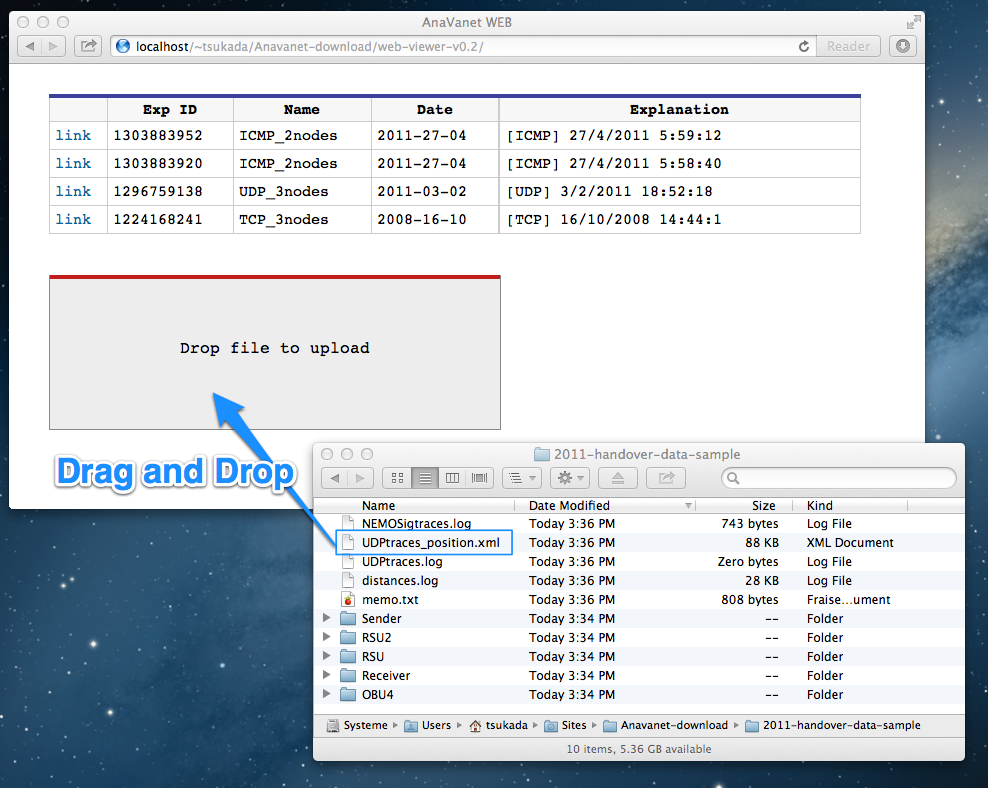 AnaVanet WEB
localhost/~tsukada/Anavanet-download/web-viewer-v0.2/
Reader
Exp ID Name Date Explanation
link 1303883952 ICMP_2nodes 2011-27-04 [ICMP] 27/4/2011 5:59:12
link 1303883920 ICMP_2nodes 2011-27-04 [ICMP] 27/4/2011 5:58:40
link 1296759138 UDP_3nodes 2011-03-02 [UDP] 3/2/2011 18:52:18
link 1224168241 TCP_3nodes 2008-16-10 [TCP] 16/10/2008 14:44:1
Drop file to upload
Drag and Drop
2011-handover-data-sample
Name Date Modified Size Kind
NEMOSigtraces.log Today 3:36 PM 743 bytes Log File
UDPtraces_position.xml Today 3:36 PM 88 KB XML Document
UDPtraces.log Today 3:36 PM Zero bytes Log File
distances.log Today 3:36 PM 28 KB Log File
memo.txt Today 3:36 PM 808 bytes Fraise...ument
Sender Today 3:34 PM -- Folder
RSU2 Today 3:34 PM -- Folder
RSU Today 3:34 PM -- Folder
Receiver Today 3:34 PM -- Folder
OBU4 Today 3:34 PM -- Folder
Systeme Users tsukada Sites Anavanet-download 2011-handover-data-sample
10 items, 5.36 GB available